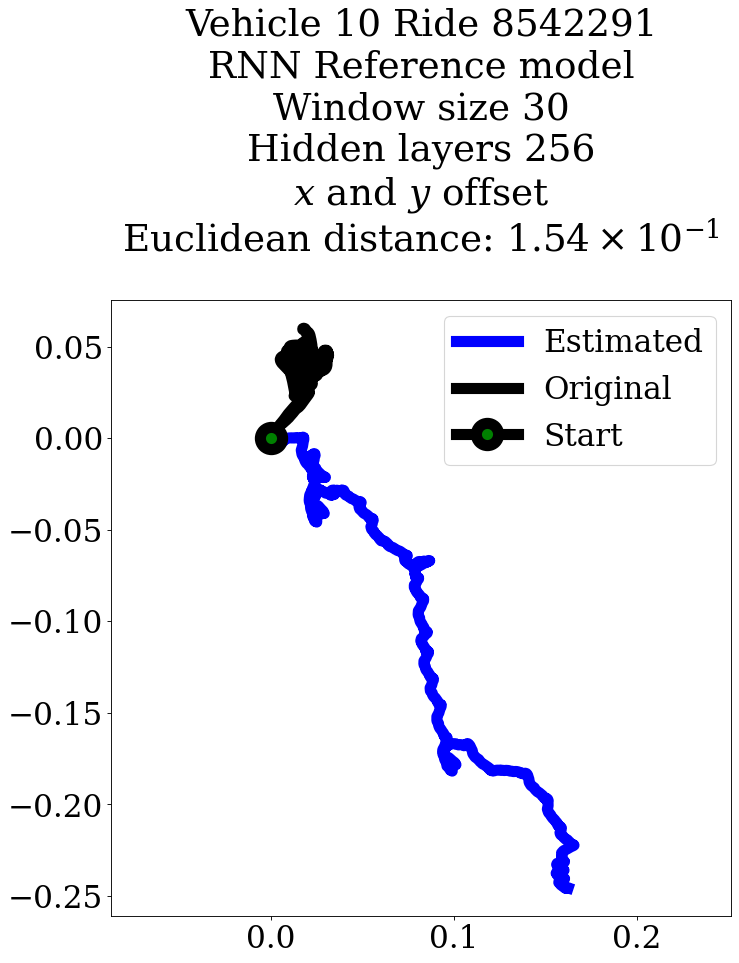 Vehicle 10 Ride 8542291
RNN Reference model
Window size 30
Hidden layers 256
x and y offset
Euclidean distance: 1.54 × 10⁻¹
Estimated
Original
Start
0.05
0.00
−0.05
−0.10
−0.15
−0.20
−0.25
0.0 0.1 0.2